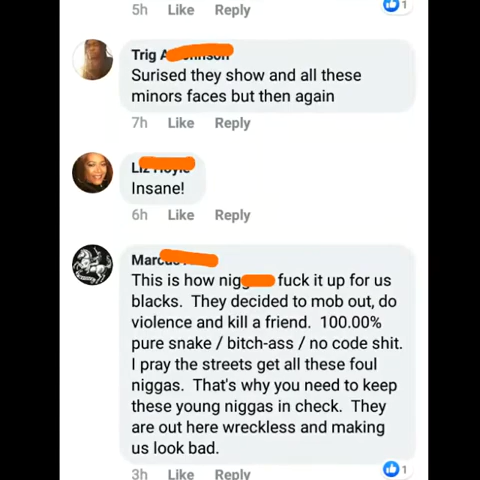 5h Like Reply 1
Trig A
Surised they show and all these
minors faces but then again
7h Like Reply
Insane!
6h Like Reply
This is how nigg fuck it up for us
blacks. They decided to mob out, do
violence and kill a friend. 100.00%
pure snake / bitch-ass / no code shit.
I pray the streets get all these foul
niggas. That's why you need to keep
these young niggas in check. They
are out here wreckless and making
us look bad.
3h Like Reply 1